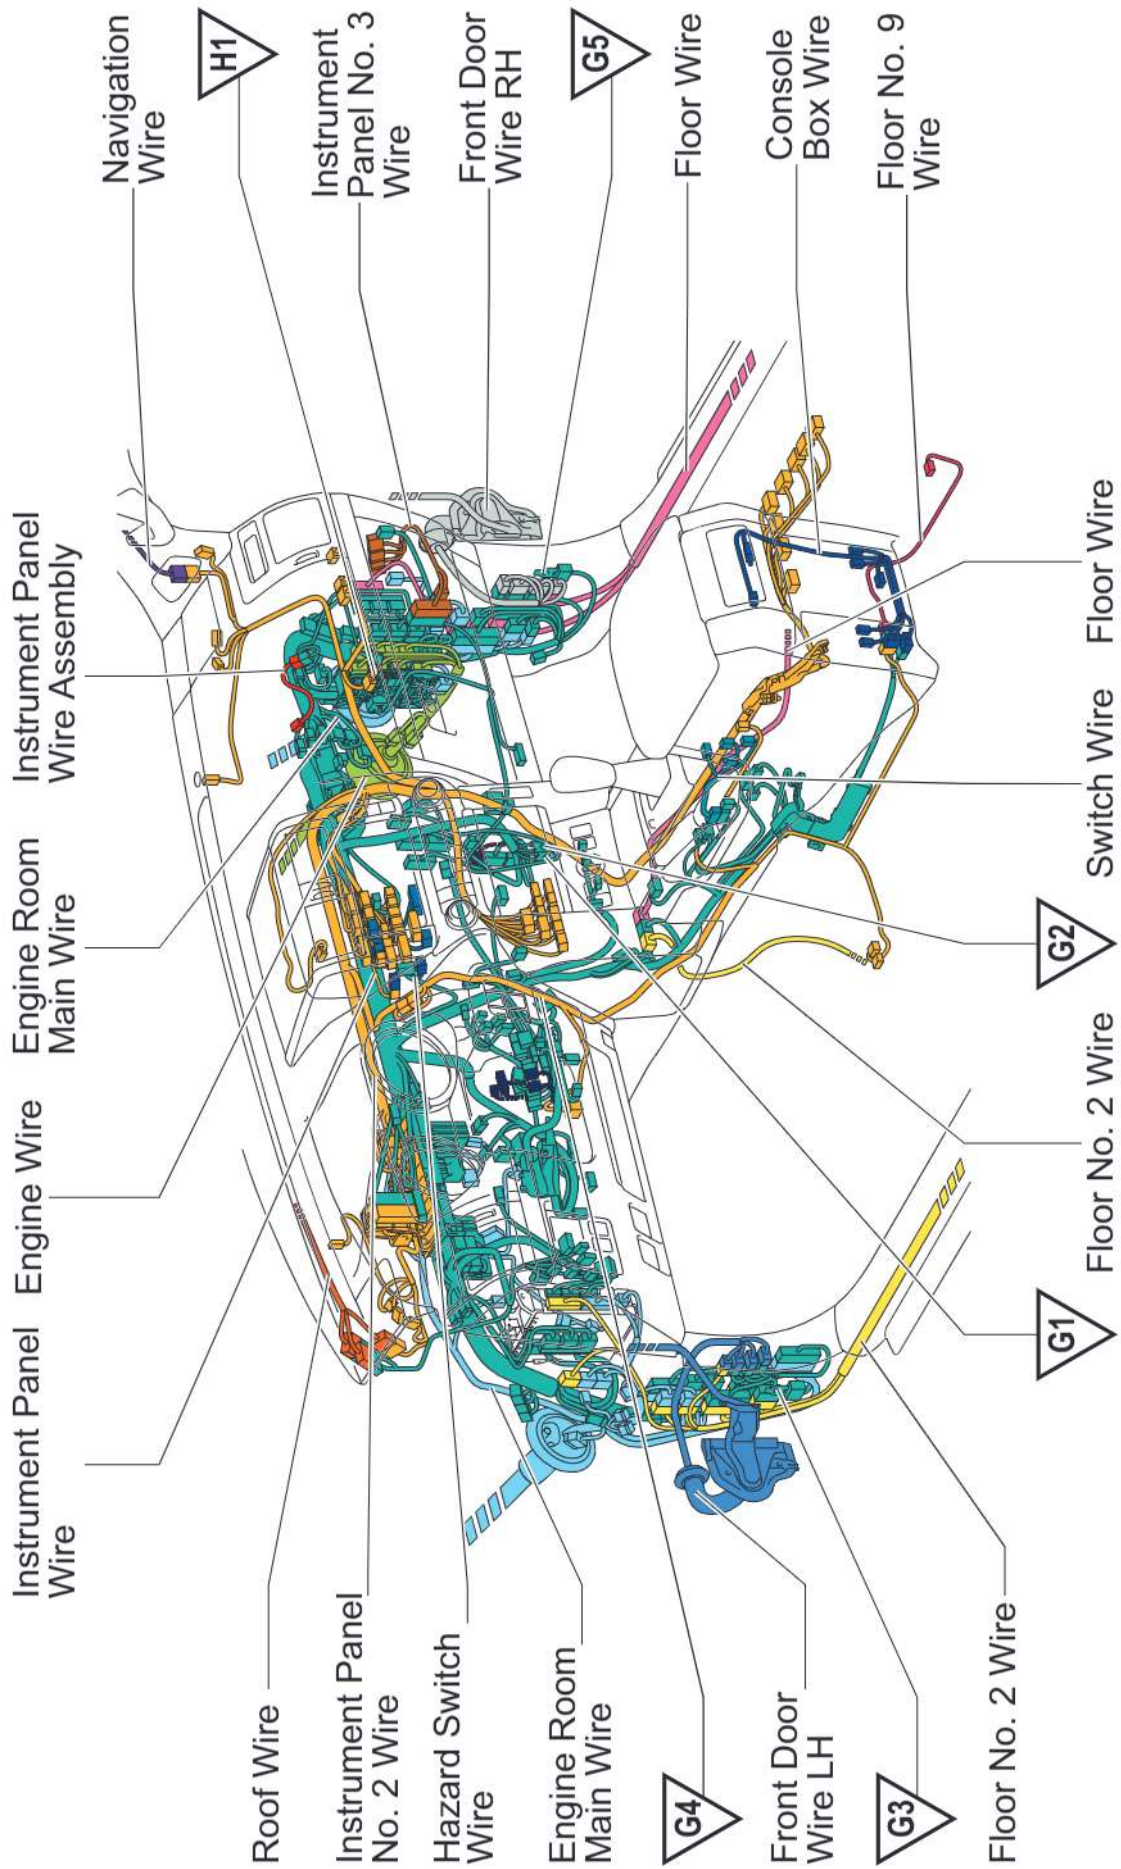 Instrument Panel
Wire
Engine Wire
Engine Room
Main Wire
Instrument Panel
Wire Assembly
Navigation
Wire
H1
Instrument
Panel No. 3
Wire
Front Door
Wire RH
G5
Floor Wire
Console
Box Wire
Floor No. 9
Wire
Roof Wire
Instrument Panel
No. 2 Wire
Hazard Switch
Wire
Engine Room
Main Wire
G4
Front Door
Wire LH
G3
Floor No. 2 Wire
G1
Floor No. 2 Wire
G2
Switch Wire
Floor Wire